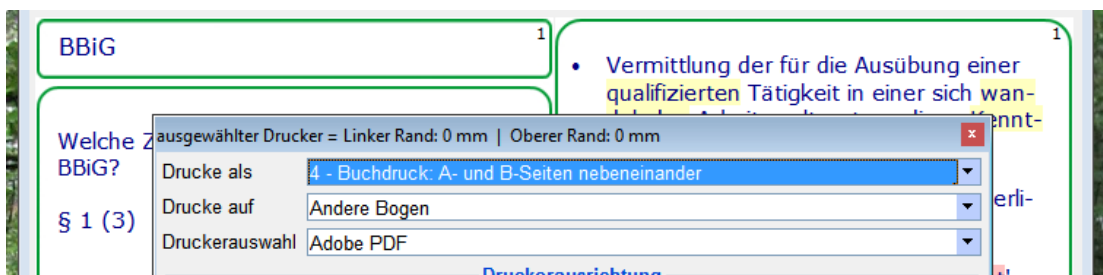 BBiG
1
Welche
BBiG?
§ 1 (3)
1
• Vermittlung der für die Ausübung einer
qualifizierten Tätigkeit in einer sich wan-
Kennt-
erli-
ausgewählter Drucker = Linker Rand: 0 mm | Oberer Rand: 0 mm
x
Drucke als 4 - Buchdruck: A- und B-Seiten nebeneinander
Drucke auf Andere Bogen
Druckerauswahl Adobe PDF
Druckerausrichtung